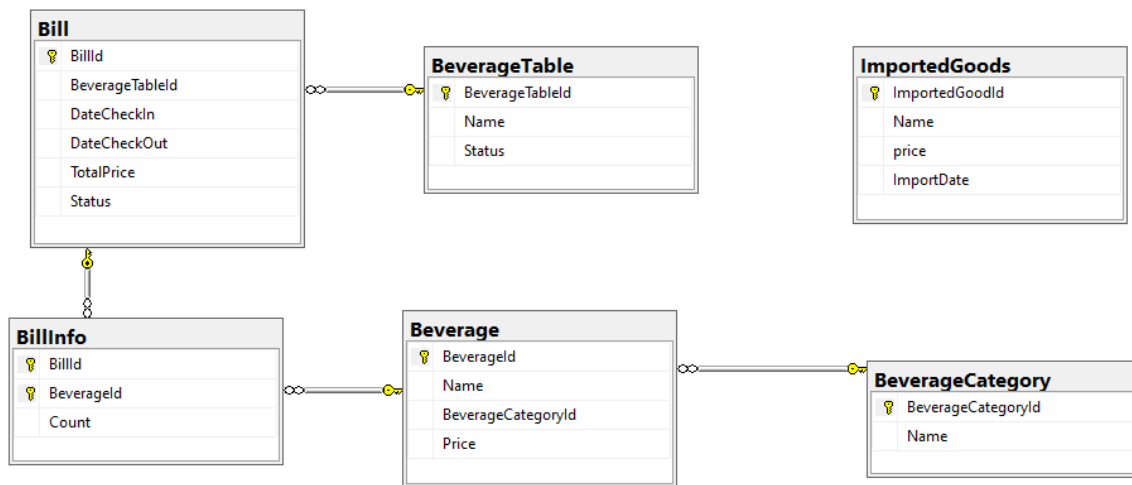 Bill
BillId
BeverageTableId
DateCheckIn
DateCheckOut
TotalPrice
Status
BeverageTable
BeverageTableId
Name
Status
ImportedGoods
ImportedGoodId
Name
price
ImportDate
BillInfo
BillId
BeverageId
Count
Beverage
BeverageId
Name
BeverageCategoryId
Price
BeverageCategory
BeverageCategoryId
Name